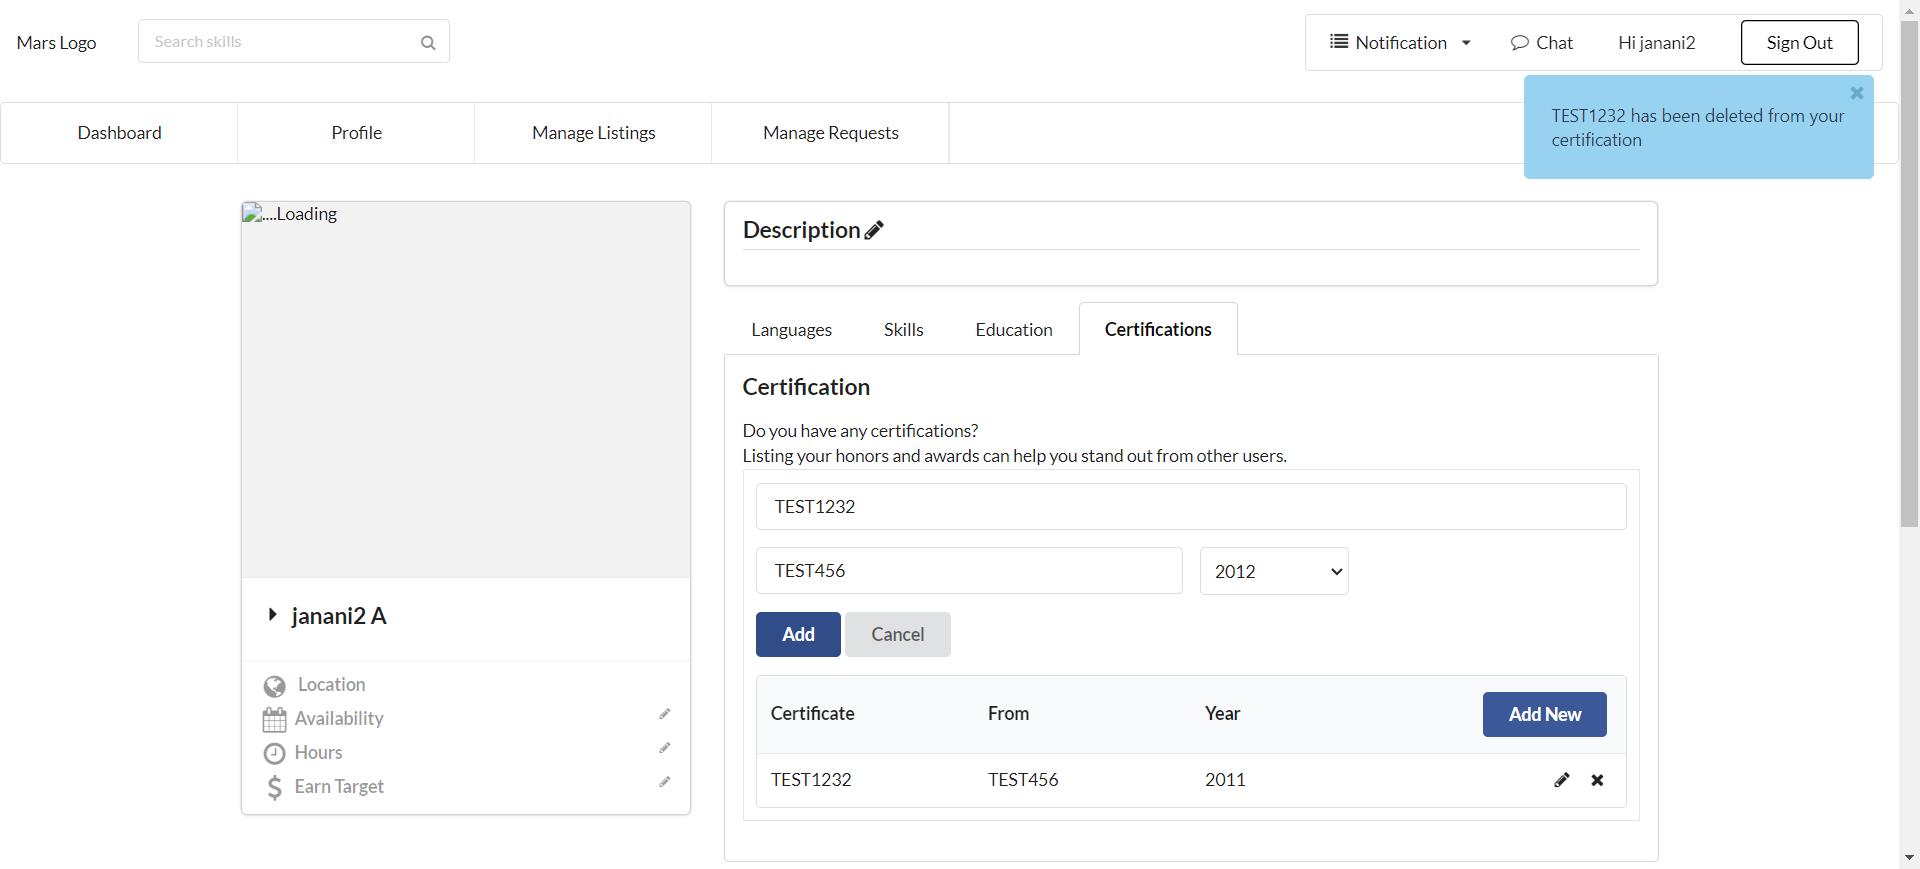 Mars Logo
Search skills
Notification
Chat
Hi janani2
Sign Out
TEST1232 has been deleted from your
certification
Dashboard
Profile
Manage Listings
Manage Requests
....Loading
janani2 A
Location
Availability
Hours
Earn Target
Description
Languages
Skills
Education
Certifications
Certification
Do you have any certifications?
Listing your honors and awards can help you stand out from other users.
TEST1232
TEST456
2012
Add
Cancel
Certificate
From
Year
Add New
TEST1232
TEST456
2011